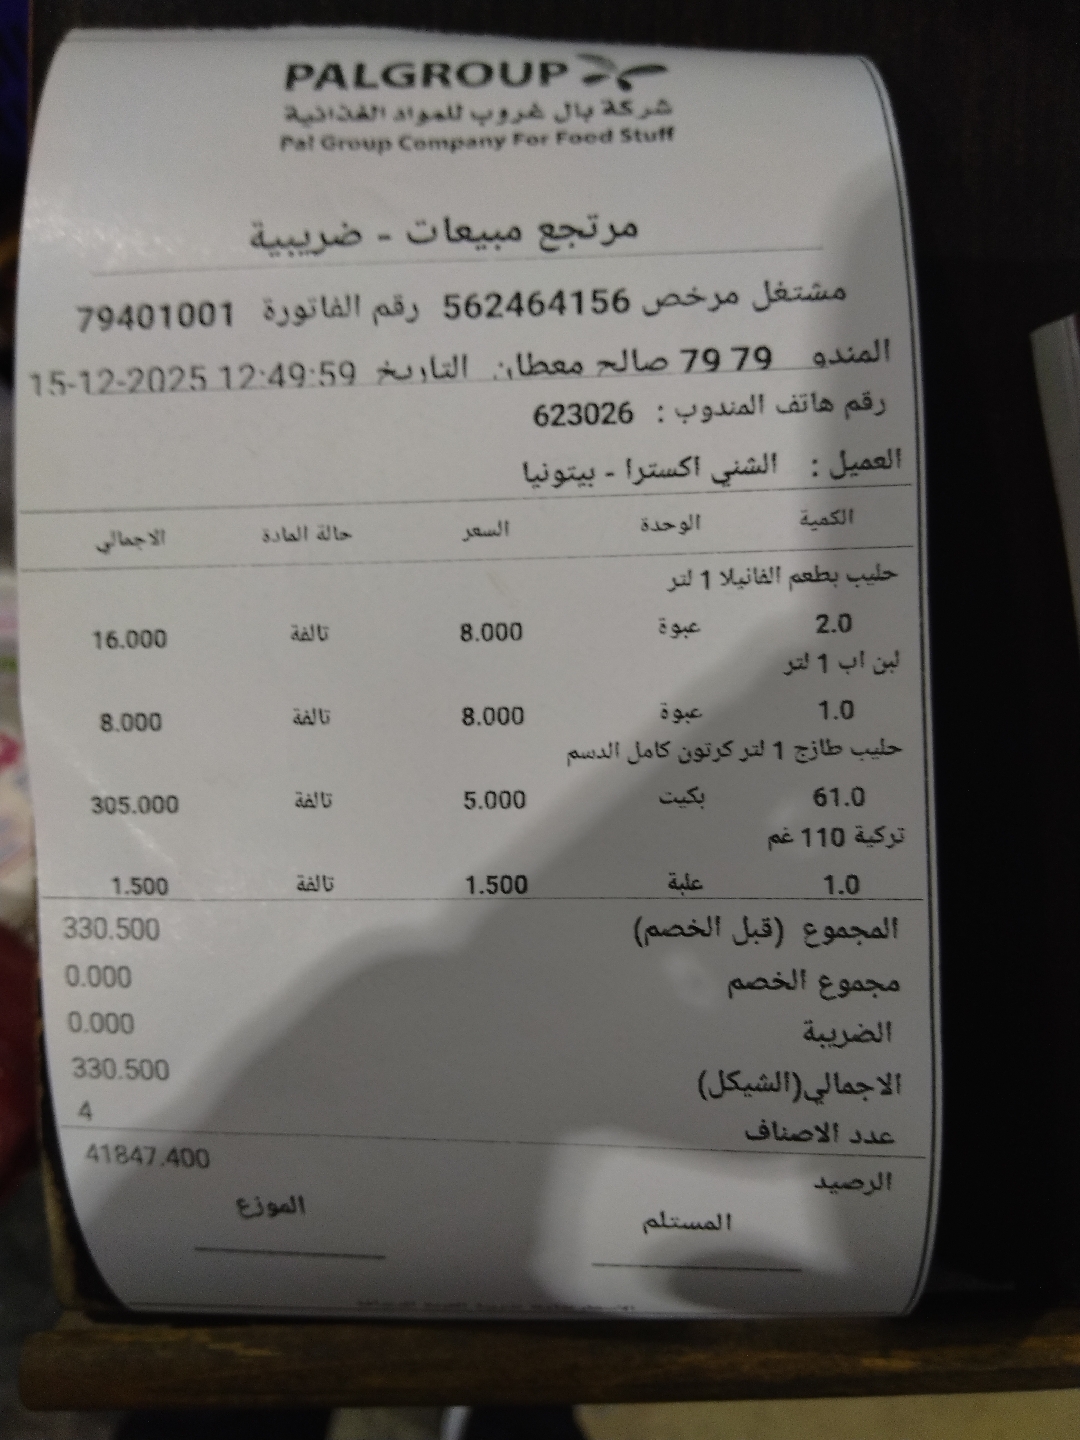 PALGROUP
شركة بال غروب للمواد الغذائية
Pal Group Company For Food Stuff
مرتجع مبيعات - ضريبية
مشتغل مرخص 562464156 رقم الفاتورة 79401001
المندو 79 79 صالح معطان التاريخ 15-12-2025 12:49:59
رقم هاتف المندوب : 623026
العميل : الشني اكسترا - بيتونيا
الكمية الوحدة السعر حالة المادة الاجمالي
حليب بطعم الفانيلا 1 لتر
2.0 عبوة 8.000 تالفة 16.000
لبن اب 1 لتر
1.0 عبوة 8.000 تالفة 8.000
حليب طازج 1 لتر كرتون كامل الدسم
61.0 بكيت 5.000 تالفة 305.000
تركية 110 غم
1.0 علبة 1.500 تالفة 1.500
المجموع (قبل الخصم) 330.500
مجموع الخصم 0.000
الضريبة 0.000
الاجمالي(الشيكل) 330.500
عدد الاصناف 4
الرصيد 41847.400
المستلم الموزع